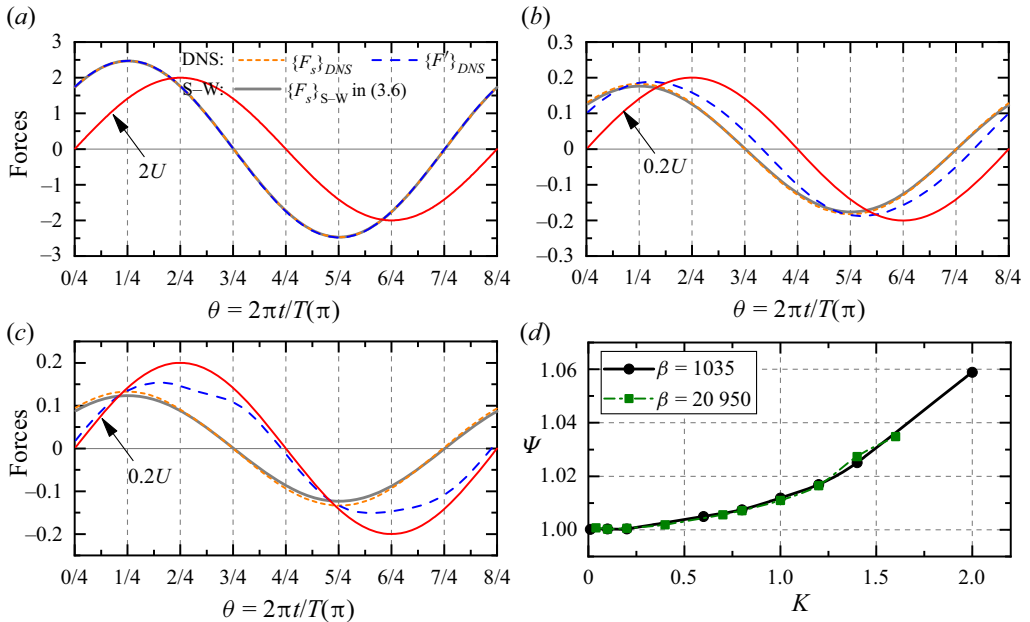 (a)
DNS: {F_s}_DNS {F′}_DNS
S–W: {F_s}_S–W in (3.6)
Forces
3
2
1
0
−1
−2
−3
2U
0/4 1/4 2/4 3/4 4/4 5/4 6/4 7/4 8/4
θ = 2πt/T(π)
(b)
0.3
0.2
0.1
0
−0.1
−0.2
−0.3
0.2U
0/4 1/4 2/4 3/4 4/4 5/4 6/4 7/4 8/4
θ = 2πt/T(π)
(c)
Forces
0.2
0.1
0
−0.1
−0.2
0.2U
0/4 1/4 2/4 3/4 4/4 5/4 6/4 7/4 8/4
θ = 2πt/T(π)
(d)
β = 1035
β = 20 950
Ψ
1.06
1.04
1.02
1.00
0 0.5 1.0 1.5 2.0
K